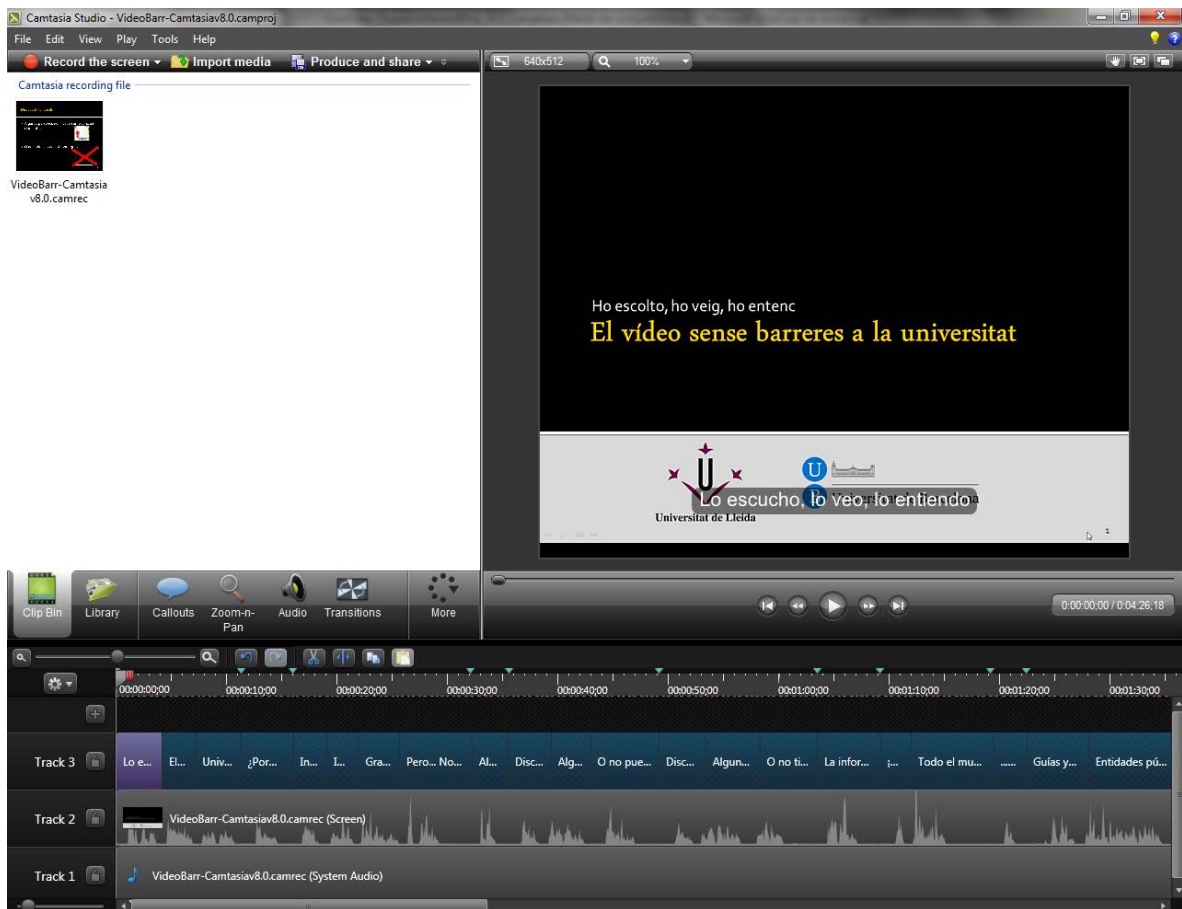 Camtasia Studio - VideoBarr-Camtasiav8.0.camproj
File Edit View Play Tools Help
Record the screen Import media Produce and share
640x512 100%
Camtasia recording file
VideoBarr-Camtasia
v8.0.camrec
Ho escolto, ho veig, ho entenc
El vídeo sense barreres a la universitat
U
Universitat de Lleida
U
B Universitat de Barcelona
Lo escucho, lo veo, lo entiendo
1
Clip Bin Library Callouts Zoom-n-Pan Audio Transitions More
0:00:00;00 / 0:04:26;18
00:00:00;00 00:00:10;00 00:00:20;00 00:00:30;00 00:00:40;00 00:00:50;00 00:01:00;00 00:01:10;00 00:01:20;00 00:01:30;00
Track 3 Lo e... El... Univ... ¿Por... In... I... Gra... Pero... No... Al... Disc... Alg... O no pue... Disc... Algun... O no ti... La infor... ¡... Todo el mu... ...... Guías y... Entidades pú...
Track 2 VideoBarr-Camtasiav8.0.camrec (Screen)
Track 1 VideoBarr-Camtasiav8.0.camrec (System Audio)